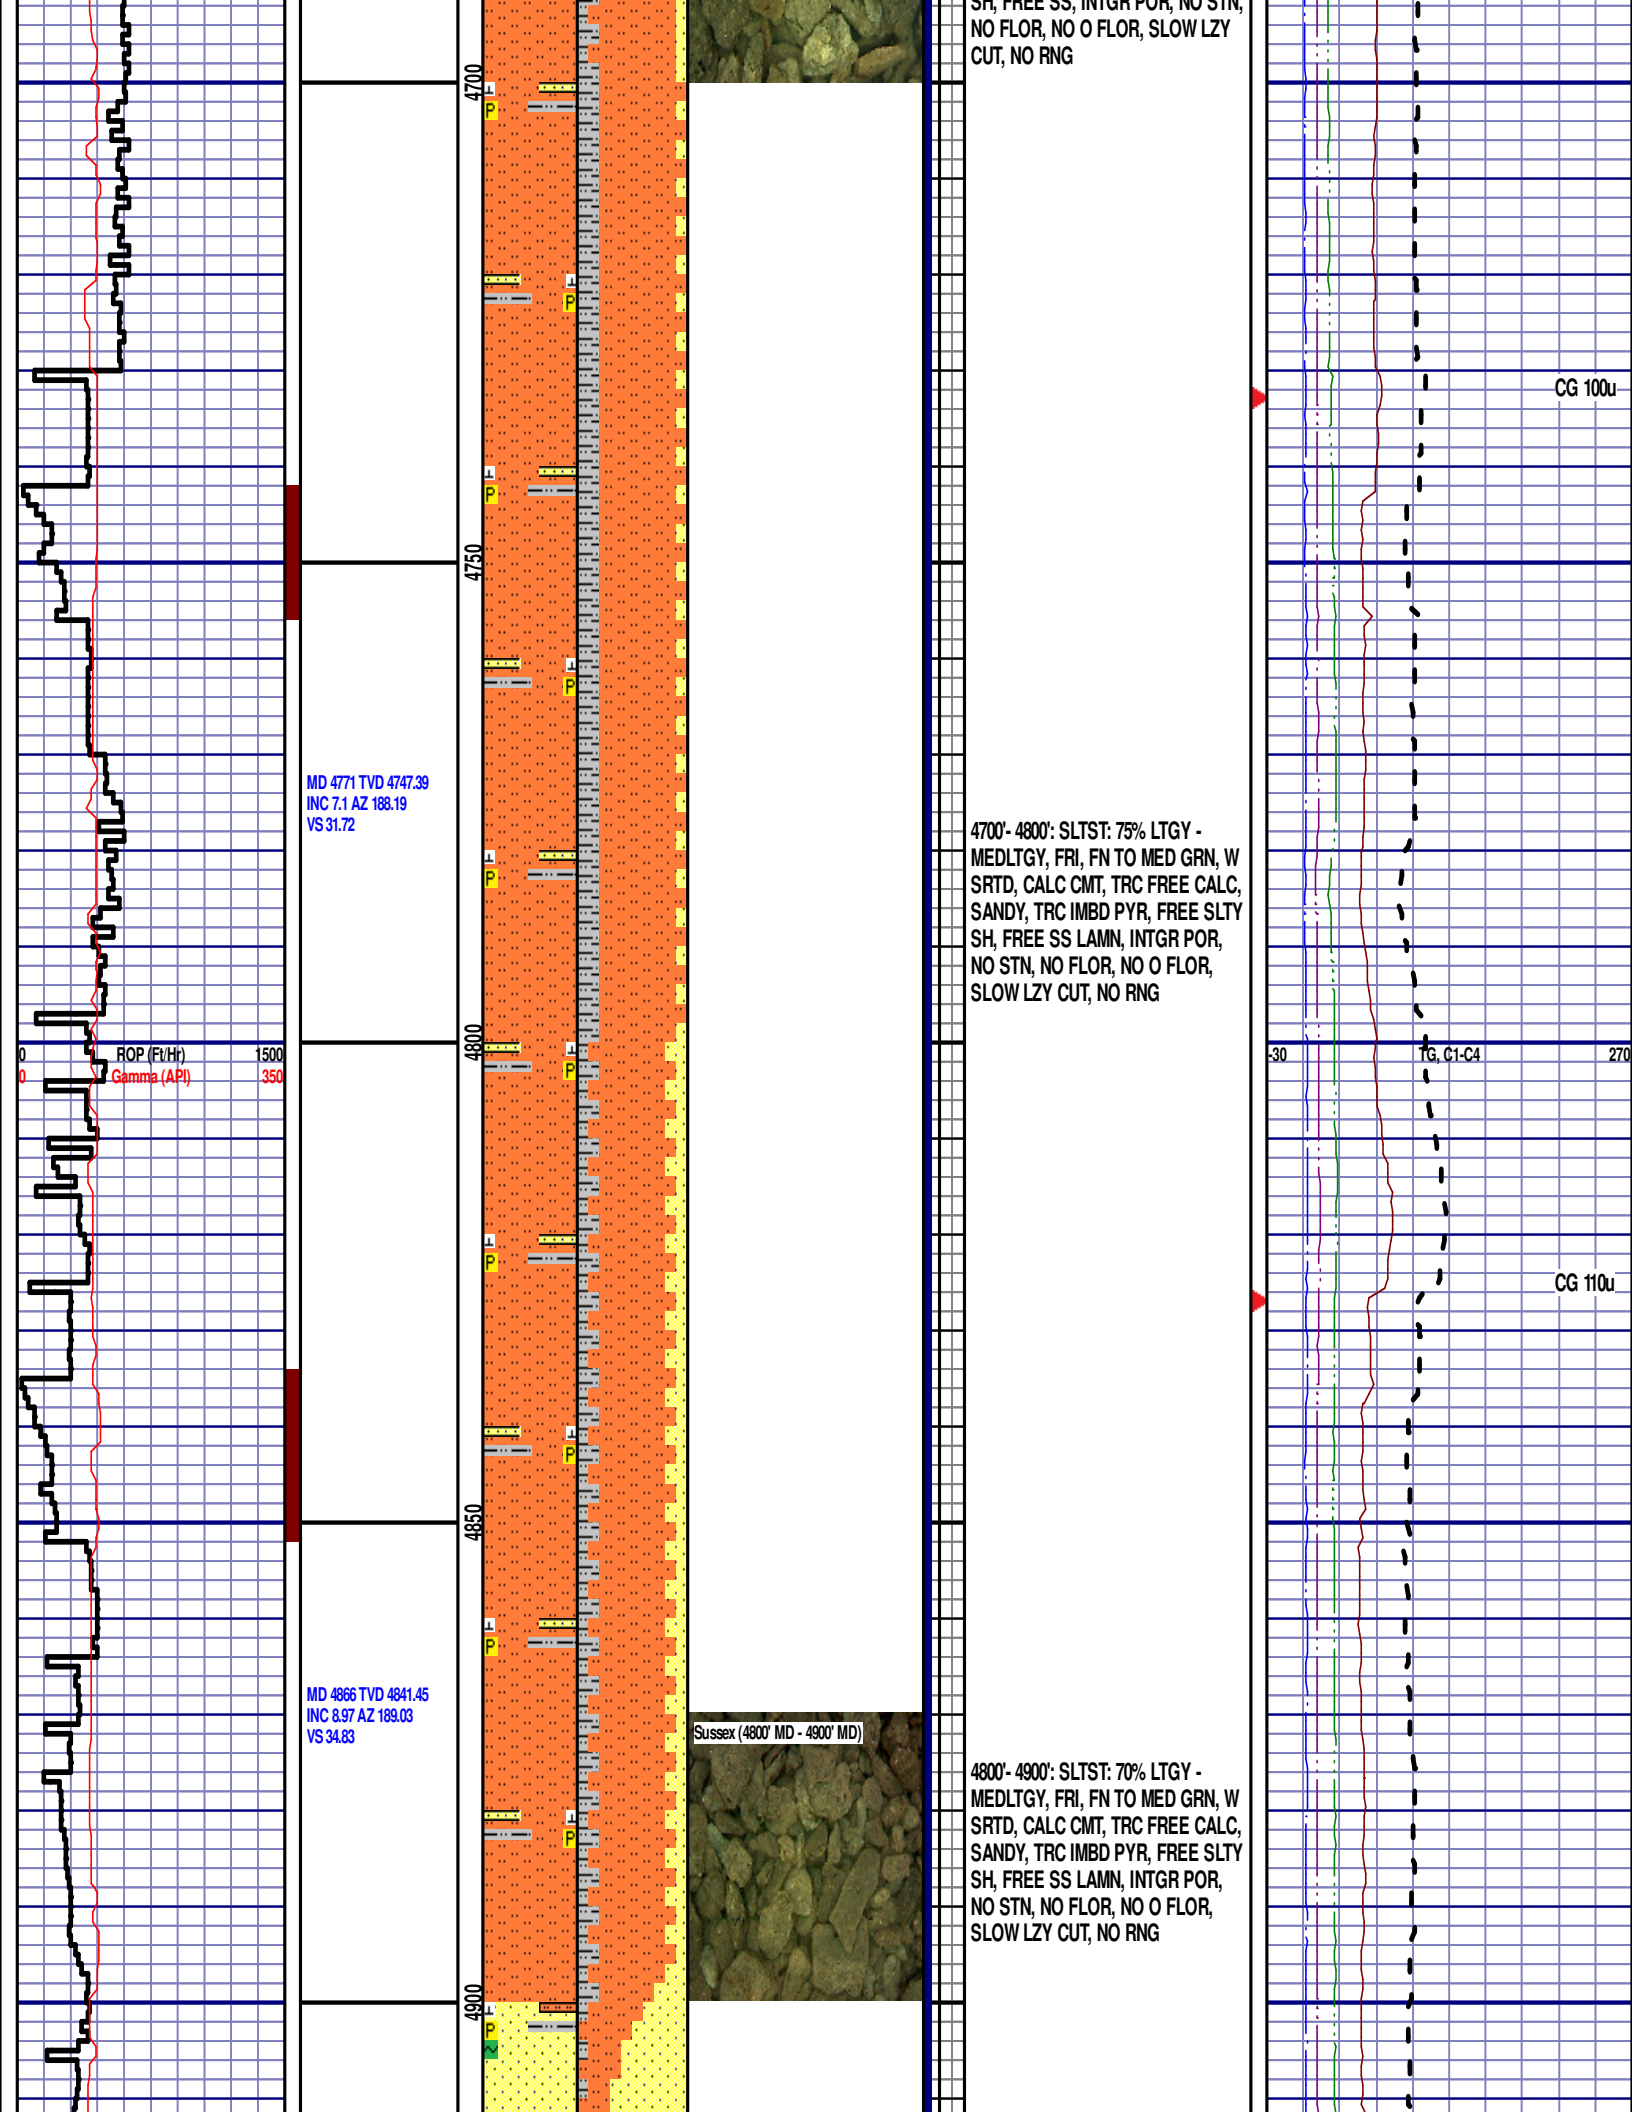 SH, FREE SS, INTGR POR, NO STN,
NO FLOR, NO O FLOR, SLOW LZY
CUT, NO RNG
4700
P
P
CG 100u
P
4750
P
MD 4771 TVD 4747.39
INC 7.1 AZ 188.19
VS 31.72
4700'- 4800': SLTST: 75% LTGY -
MEDLTGY, FRI, FN TO MED GRN, W
SRTD, CALC CMT, TRC FREE CALC,
SANDY, TRC IMBD PYR, FREE SLTY
SH, FREE SS LAMN, INTGR POR,
NO STN, NO FLOR, NO O FLOR,
SLOW LZY CUT, NO RNG
P
4800
0 ROP (Ft/Hr) 1500
0 Gamma (API) 350
-30 TG, C1-C4 270
P
P
CG 110u
P
4850
P
MD 4866 TVD 4841.45
INC 8.97 AZ 189.03
VS 34.83
Sussex (4800' MD - 4900' MD)
4800'- 4900': SLTST: 70% LTGY -
MEDLTGY, FRI, FN TO MED GRN, W
SRTD, CALC CMT, TRC FREE CALC,
SANDY, TRC IMBD PYR, FREE SLTY
SH, FREE SS LAMN, INTGR POR,
NO STN, NO FLOR, NO O FLOR,
SLOW LZY CUT, NO RNG
P
4900
P